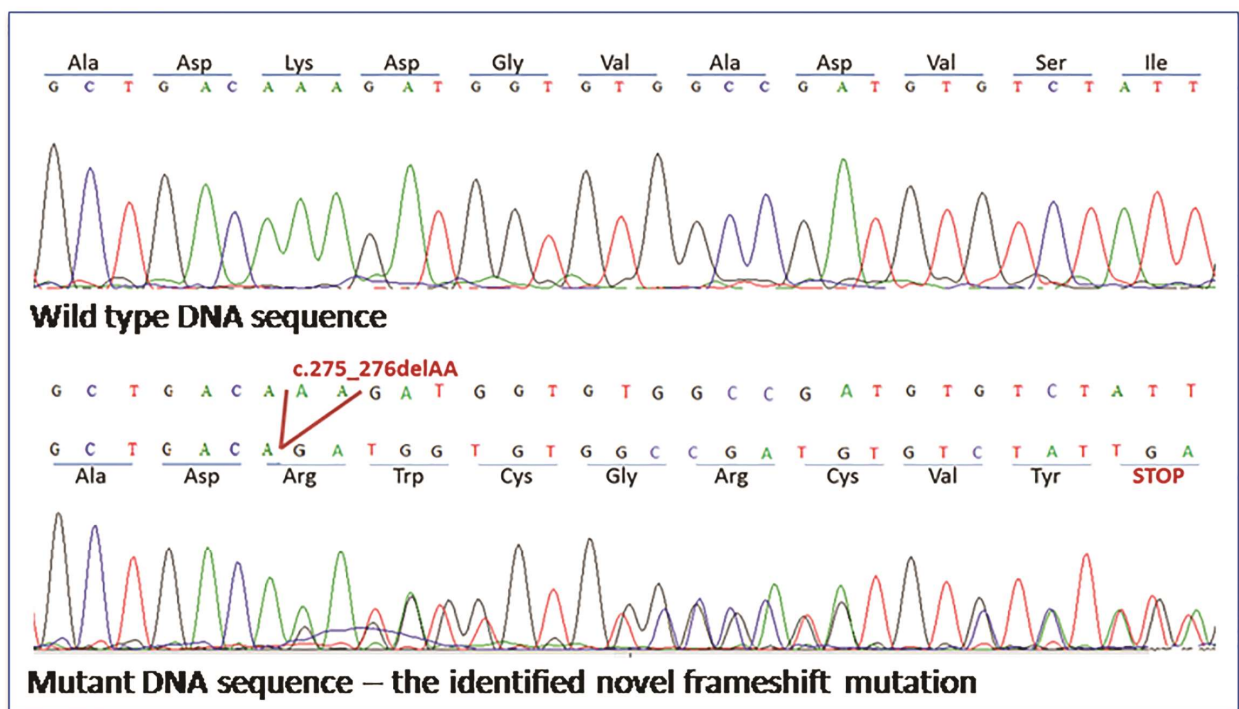 Ala Asp Lys Asp Gly Val Ala Asp Val Ser Ile
G C T G A C A A A G A T G G T G T G G C C G A T G T G T C T A T T
Wild type DNA sequence
c.275_276delAA
G C T G A C A A A G A T G G T G T G G C C G A T G T G T C T A T T
G C T G A C A G A T G G T G T G G C C G A T G T G T C T A T T G A
Ala Asp Arg Trp Cys Gly Arg Cys Val Tyr STOP
Mutant DNA sequence – the identified novel frameshift mutation